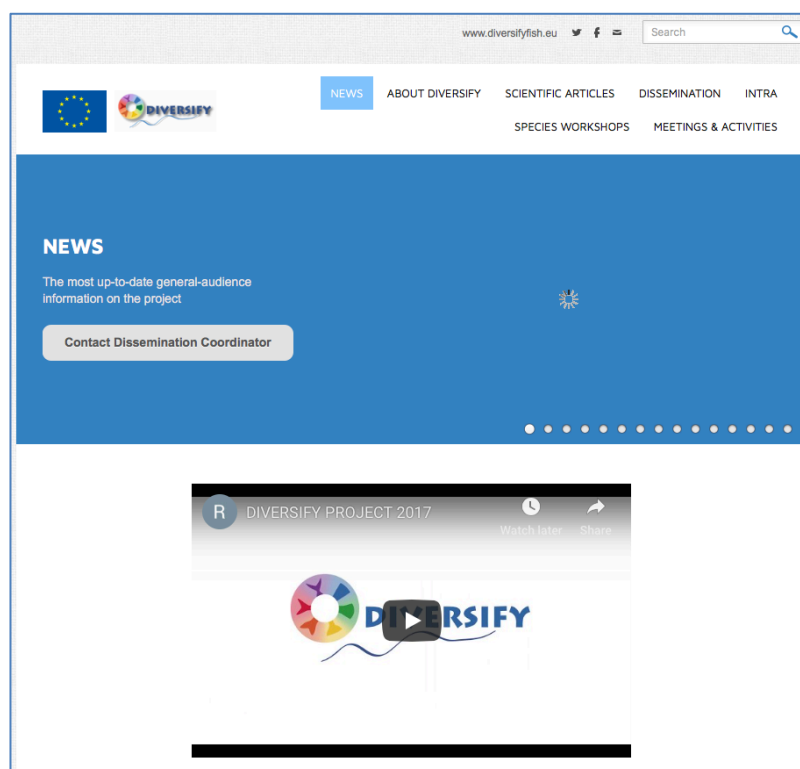 www.diversifyfish.eu
Search
DIVERSIFY
NEWS ABOUT DIVERSIFY SCIENTIFIC ARTICLES DISSEMINATION INTRA
SPECIES WORKSHOPS MEETINGS & ACTIVITIES
NEWS
The most up-to-date general-audience
information on the project
Contact Dissemination Coordinator
R DIVERSIFY PROJECT 2017
Watch later Share
DIVERSIFY